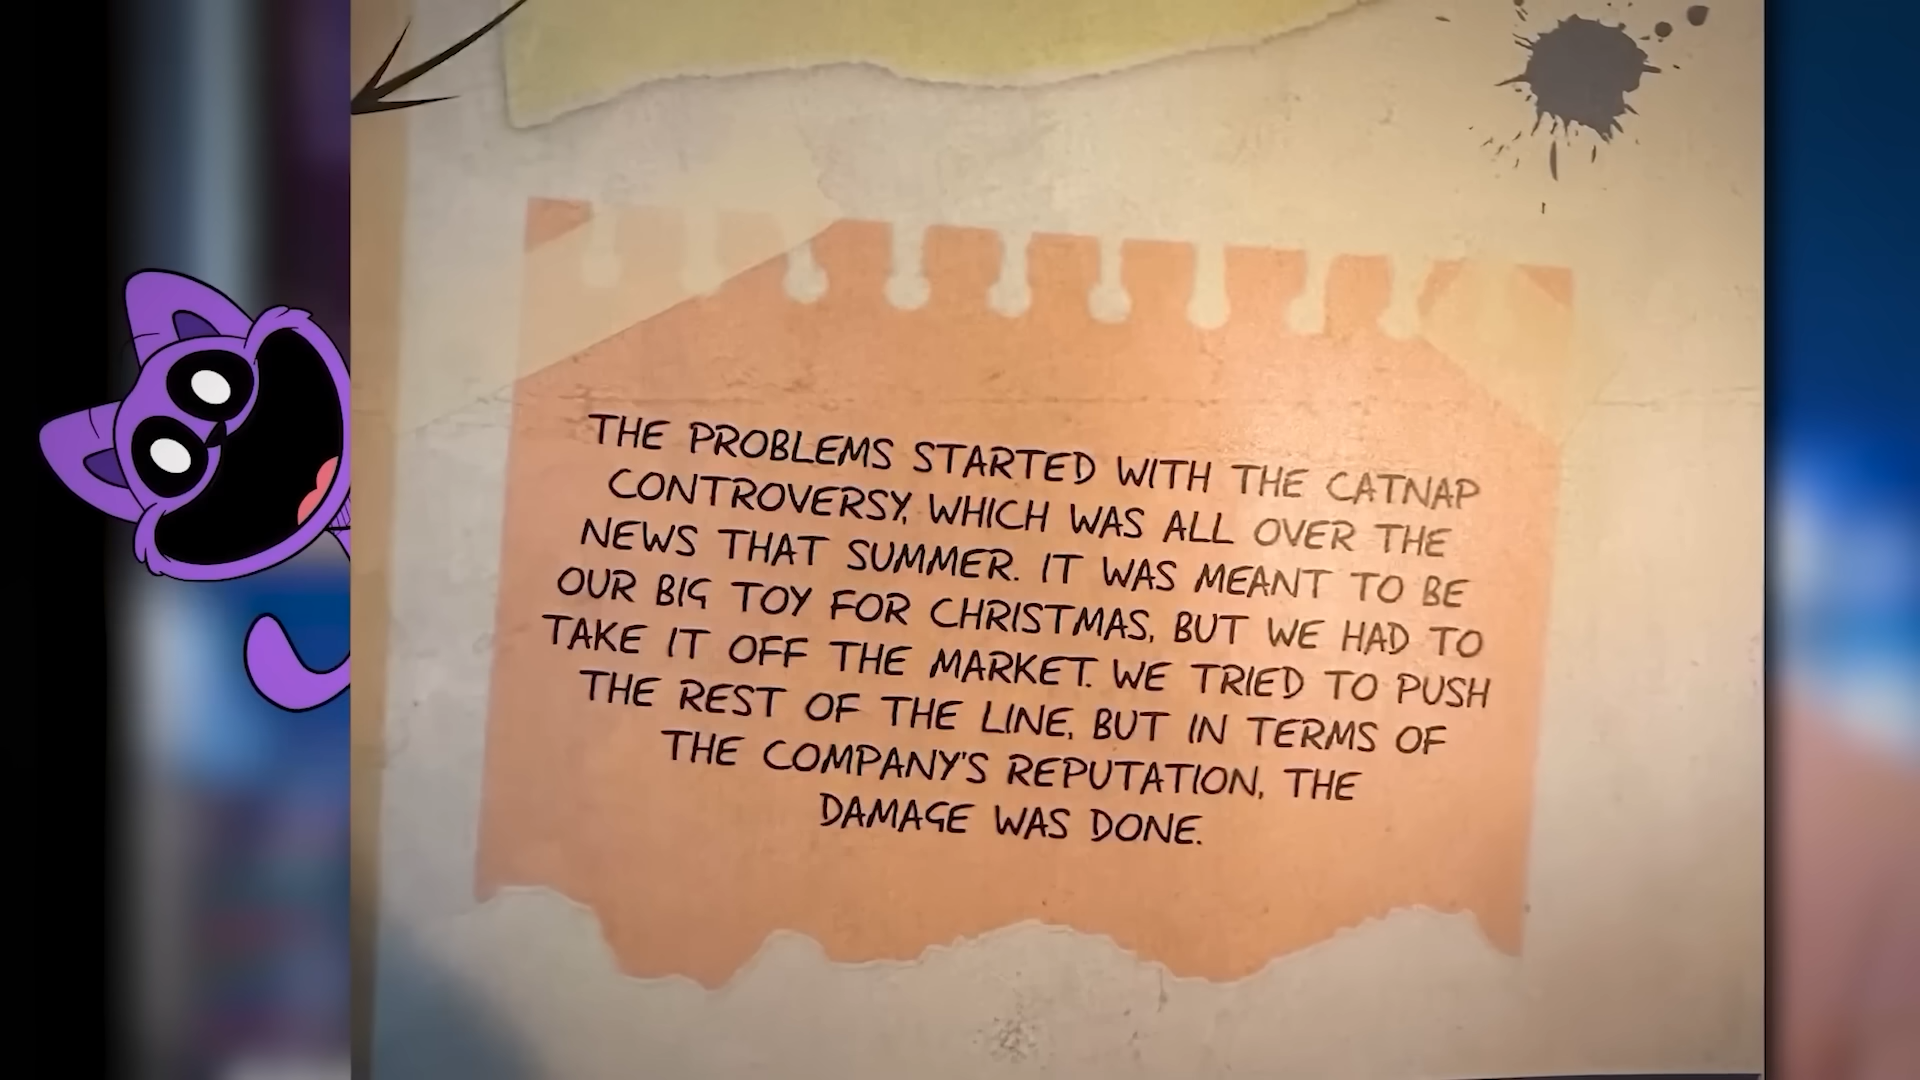 THE PROBLEMS STARTED WITH THE CATNAP
CONTROVERSY, WHICH WAS ALL OVER THE
NEWS THAT SUMMER. IT WAS MEANT TO BE
OUR BIG TOY FOR CHRISTMAS, BUT WE HAD TO
TAKE IT OFF THE MARKET. WE TRIED TO PUSH
THE REST OF THE LINE, BUT IN TERMS OF
THE COMPANY'S REPUTATION, THE
DAMAGE WAS DONE.